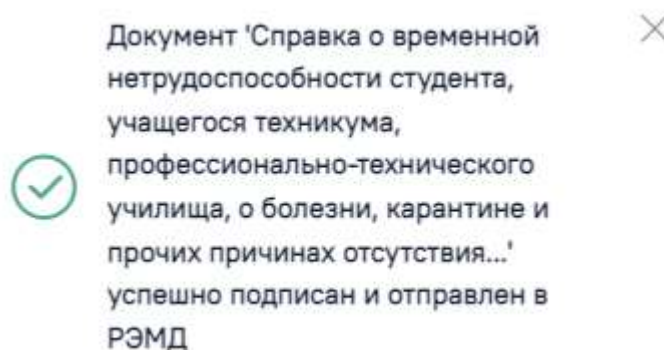 Документ 'Справка о временной
нетрудоспособности студента,
учащегося техникума,
профессионально-технического
училища, о болезни, карантине и
прочих причинах отсутствия...'
успешно подписан и отправлен в
РЭМД